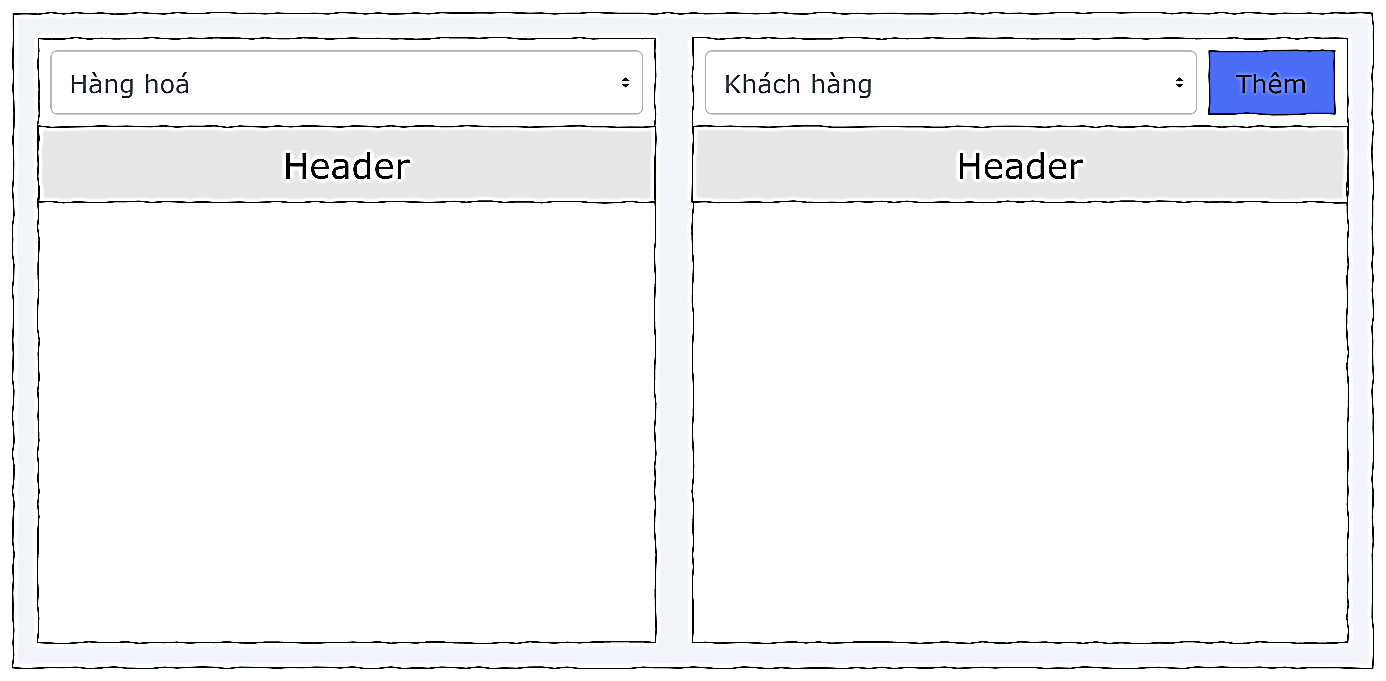 Hàng hoá
Khách hàng
Thêm
Header
Header